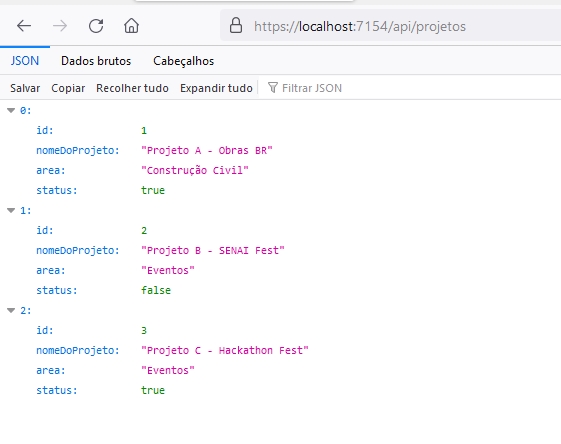 https://localhost:7154/api/projetos
JSON Dados brutos Cabeçalhos
Salvar Copiar Recolher tudo Expandir tudo Filtrar JSON
0:
id: 1
nomeDoProjeto: "Projeto A - Obras BR"
area: "Construção Civil"
status: true
1:
id: 2
nomeDoProjeto: "Projeto B - SENAI Fest"
area: "Eventos"
status: false
2:
id: 3
nomeDoProjeto: "Projeto C - Hackathon Fest"
area: "Eventos"
status: true